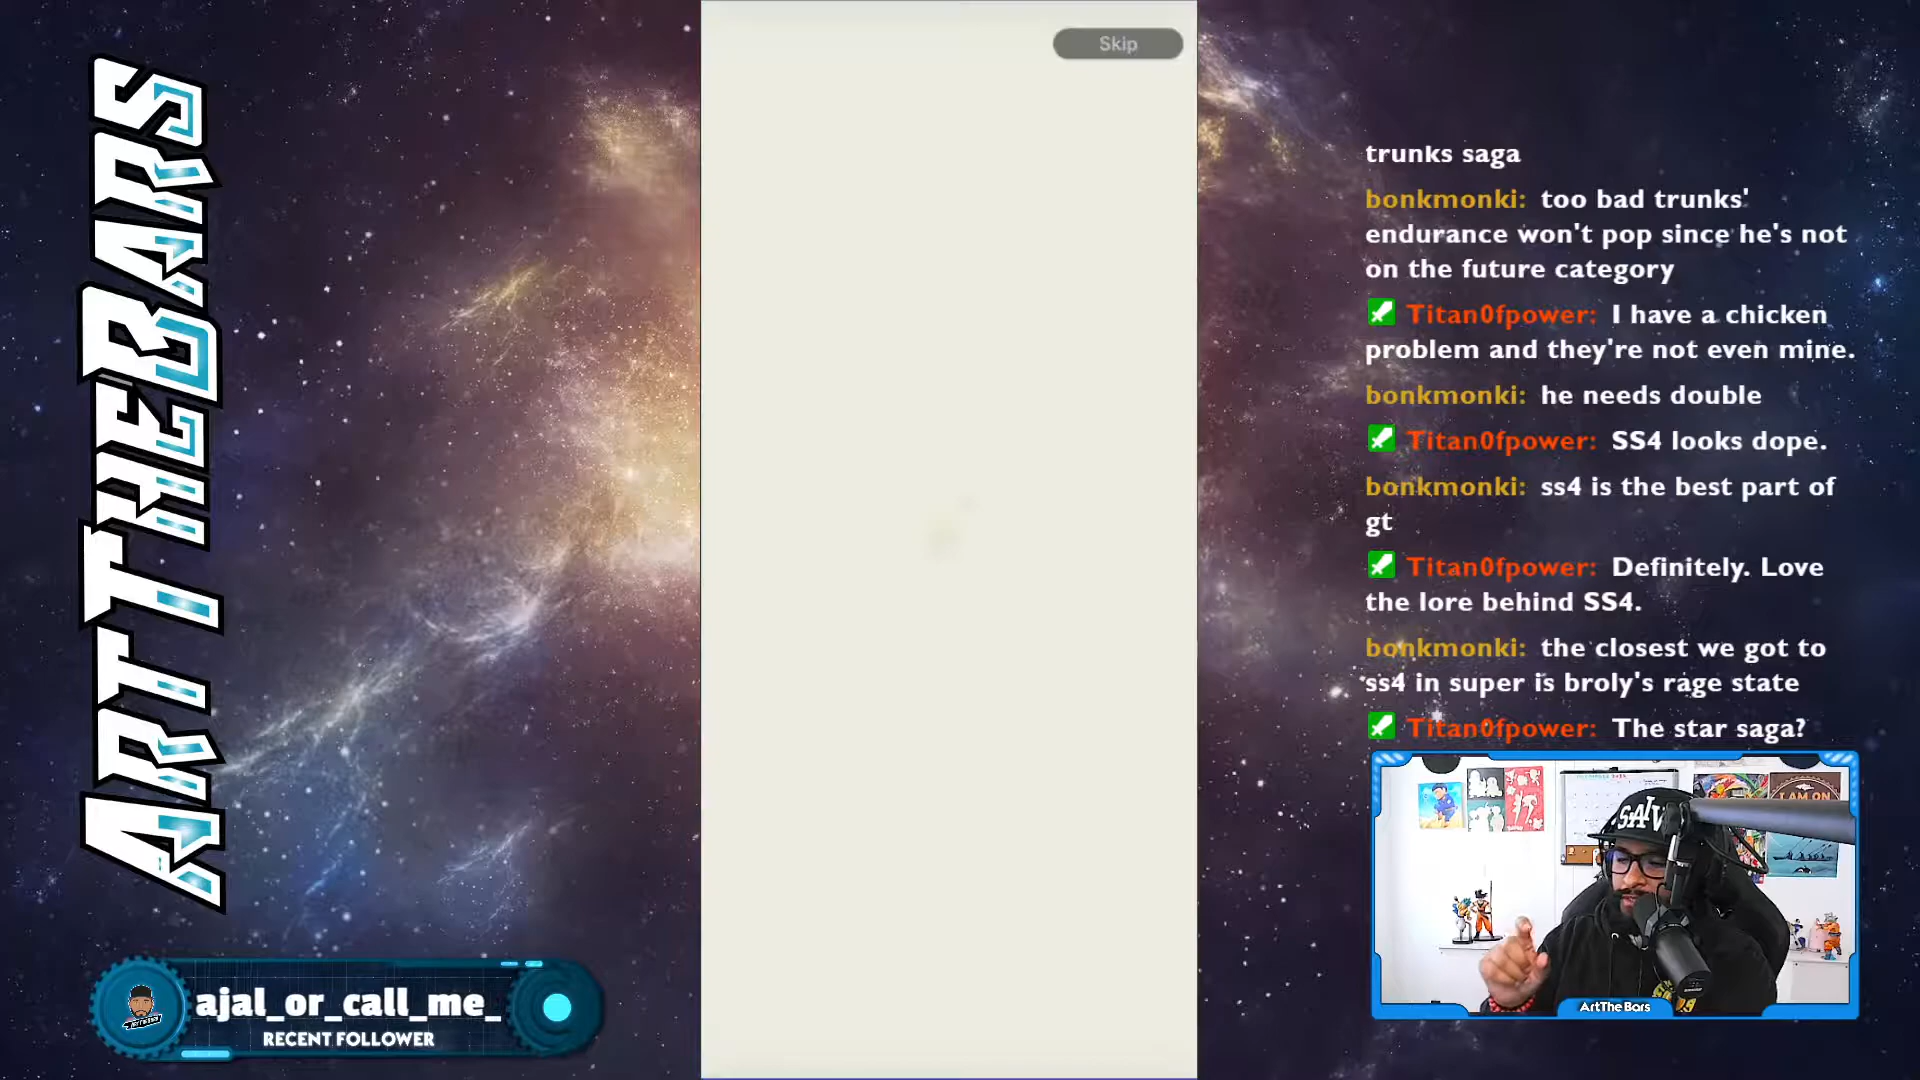 ARTTHEBARS
Skip
trunks saga
bonkmonki: too bad trunks'
endurance won't pop since he's not
on the future category
Titan0fpower: I have a chicken
problem and they're not even mine.
bonkmonki: he needs double
Titan0fpower: SS4 looks dope.
bonkmonki: ss4 is the best part of
gt
Titan0fpower: Definitely. Love
the lore behind SS4.
bonkmonki: the closest we got to
ss4 in super is broly's rage state
Titan0fpower: The star saga?
I AM ON
ArtTheBars
ajal_or_call_me_
RECENT FOLLOWER